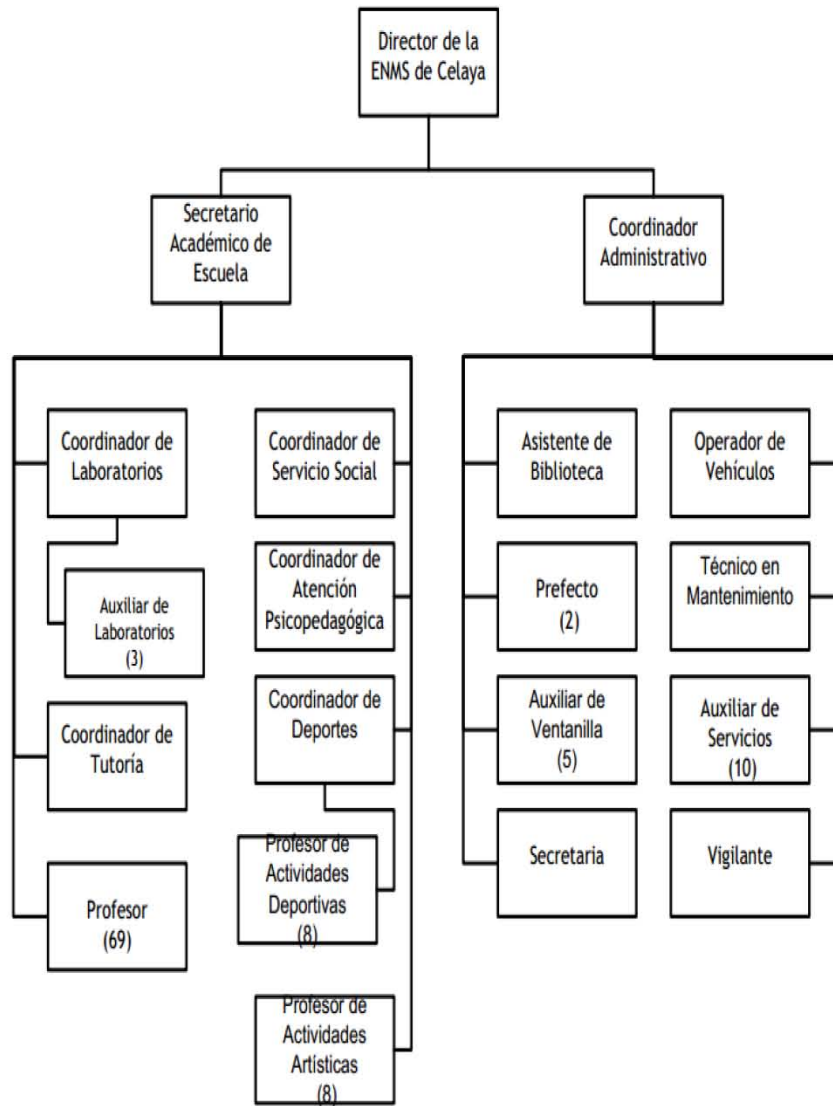 Director de la
ENMS de Celaya
Secretario
Académico de
Escuela
Coordinador
Administrativo
Coordinador de
Laboratorios
Auxiliar de
Laboratorios
(3)
Coordinador de
Tutoría
Profesor
(69)
Coordinador de
Servicio Social
Coordinador de
Atención
Psicopedagógica
Coordinador de
Deportes
Profesor de
Actividades
Deportivas
(8)
Profesor de
Actividades
Artísticas
(8)
Asistente de
Biblioteca
Prefecto
(2)
Auxiliar de
Ventanilla
(5)
Secretaria
Operador de
Vehículos
Técnico en
Mantenimiento
Auxiliar de
Servicios
(10)
Vigilante